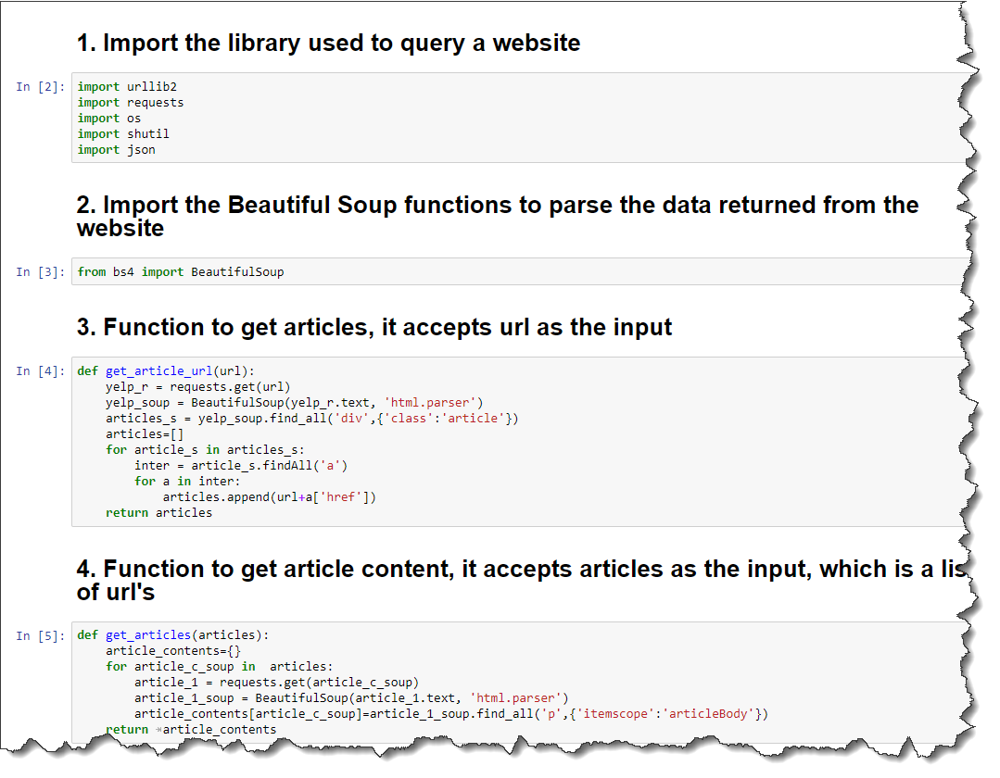 1. Import the library used to query a website
In [2]: import urllib2
import requests
import os
import shutil
import json
2. Import the Beautiful Soup functions to parse the data returned from the
website
In [3]: from bs4 import BeautifulSoup
3. Function to get articles, it accepts url as the input
In [4]: def get_article_url(url):
    yelp_r = requests.get(url)
    yelp_soup = BeautifulSoup(yelp_r.text, 'html.parser')
    articles_s = yelp_soup.find_all('div',{'class':'article'})
    articles=[]
    for article_s in articles_s:
        inter = article_s.findAll('a')
        for a in inter:
            articles.append(url+a['href'])
    return articles
4. Function to get article content, it accepts articles as the input, which is a lis
of url's
In [5]: def get_articles(articles):
    article_contents={}
    for article_c_soup in  articles:
        article_1 = requests.get(article_c_soup)
        article_1_soup = BeautifulSoup(article_1.text, 'html.parser')
        article_contents[article_c_soup]=article_1_soup.find_all('p',{'itemscope':'articleBody'})
    return *article_contents